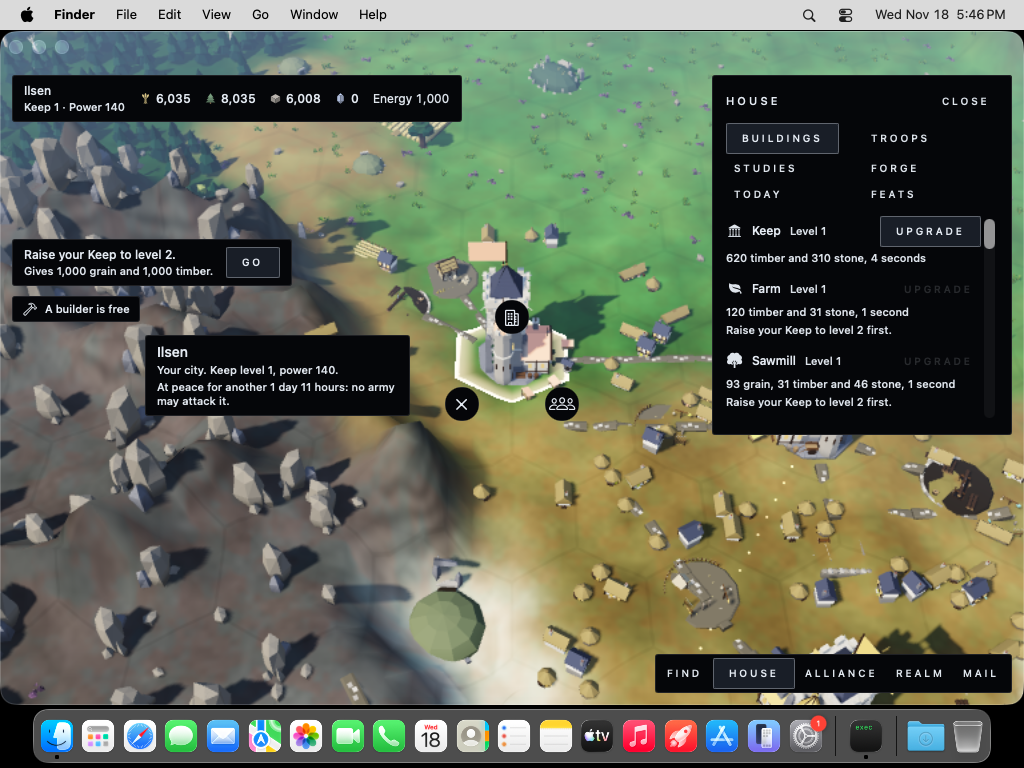 Finder File Edit View Go Window Help Wed Nov 18 5:46 PM
Ilsen
Keep 1 · Power 140
6,035 8,035 6,008 0 Energy 1,000
Raise your Keep to level 2.
Gives 1,000 grain and 1,000 timber.
GO
A builder is free
Ilsen
Your city. Keep level 1, power 140.
At peace for another 1 day 11 hours: no army
may attack it.
HOUSE CLOSE
BUILDINGS TROOPS
STUDIES FORGE
TODAY FEATS
Keep Level 1 UPGRADE
620 timber and 310 stone, 4 seconds
Farm Level 1 UPGRADE
120 timber and 31 stone, 1 second
Raise your Keep to level 2 first.
Sawmill Level 1 UPGRADE
93 grain, 31 timber and 46 stone, 1 second
Raise your Keep to level 2 first.
FIND HOUSE ALLIANCE REALM MAIL
Wed
18
tv
1
exec